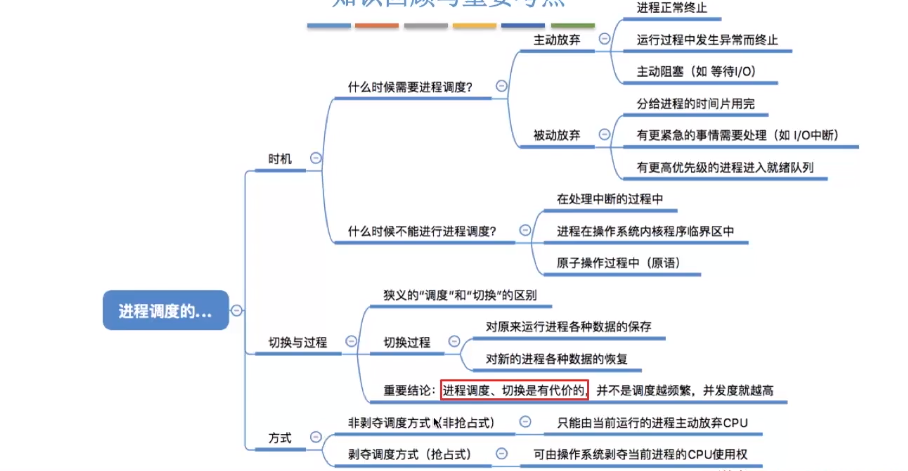 知识回顾与重要考点
进程正常终止
主动放弃
运行过程中发生异常而终止
主动阻塞（如 等待I/O）
什么时候需要进程调度？
分给进程的时间片用完
被动放弃
有更紧急的事情需要处理（如 I/O中断）
有更高优先级的进程进入就绪队列
时机
在处理中断的过程中
什么时候不能进行进程调度？
进程在操作系统内核程序临界区中
原子操作过程中（原语）
进程调度的...
狭义的“调度”和“切换”的区别
切换与过程
切换过程
对原来运行进程各种数据的保存
对新的进程各种数据的恢复
重要结论：进程调度、切换是有代价的，并不是调度越频繁，并发度就越高
方式
非剥夺调度方式（非抢占式）
只能由当前运行的进程主动放弃CPU
剥夺调度方式（抢占式）
可由操作系统剥夺当前进程的CPU使用权